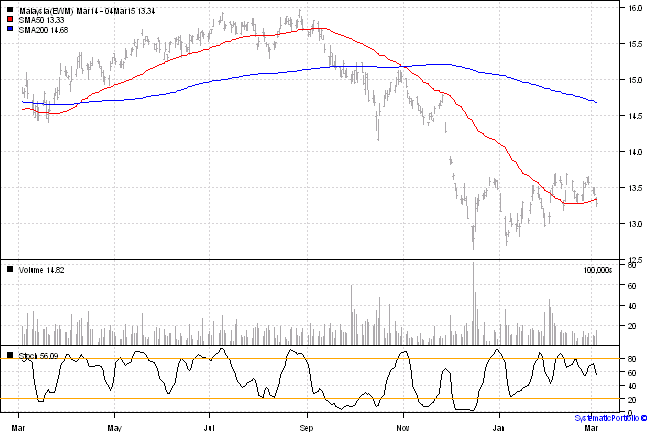 Malaysia(EWM) Mar14 - 04Mar15 13.34
SMA50 13.33
SMA200 14.68
16.0
15.5
15.0
14.5
14.0
13.5
13.0
12.5
Volume 14.82
100,000s
80
60
40
20
Stoch 56.09
80
60
40
20
0
SystematicPortfolio ©
Mar May Jul Sep Nov Jan Mar